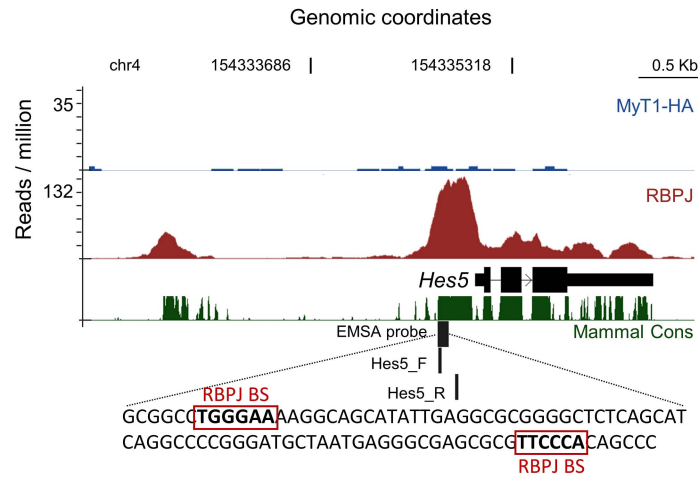 Genomic coordinates
chr4 154333686 154335318 0.5 Kb
35
MyT1-HA
Reads / million
132
RBPJ
Hes5
EMSA probe
Mammal Cons
Hes5_F
Hes5_R
RBPJ BS
GCGGCCTGGGAAAAGGCAGCATATTGAGGCGCGGGGCTCTCAGCAT
CAGGCCCCGGGATGCTAATGAGGGCGAGCGCGTTCCCACAGCCC
RBPJ BS